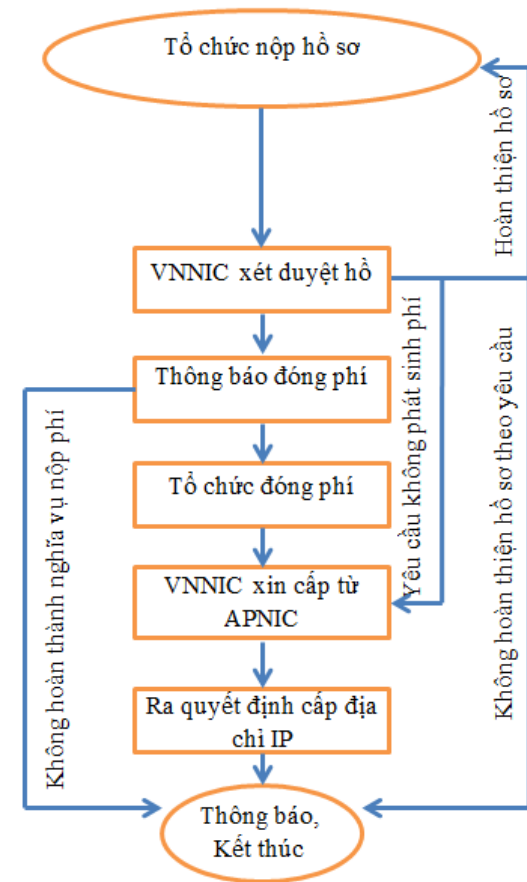 Tổ chức nộp hồ sơ
Hoàn thiện hồ sơ
VNNIC xét duyệt hồ
Yêu cầu không phát sinh phí
Không hoàn thiện hồ sơ theo yêu cầu
Thông báo đóng phí
Không hoàn thành nghĩa vụ nộp phí
Tổ chức đóng phí
VNNIC xin cấp từ
APNIC
Ra quyết định cấp địa
chỉ IP
Thông báo,
Kết thúc